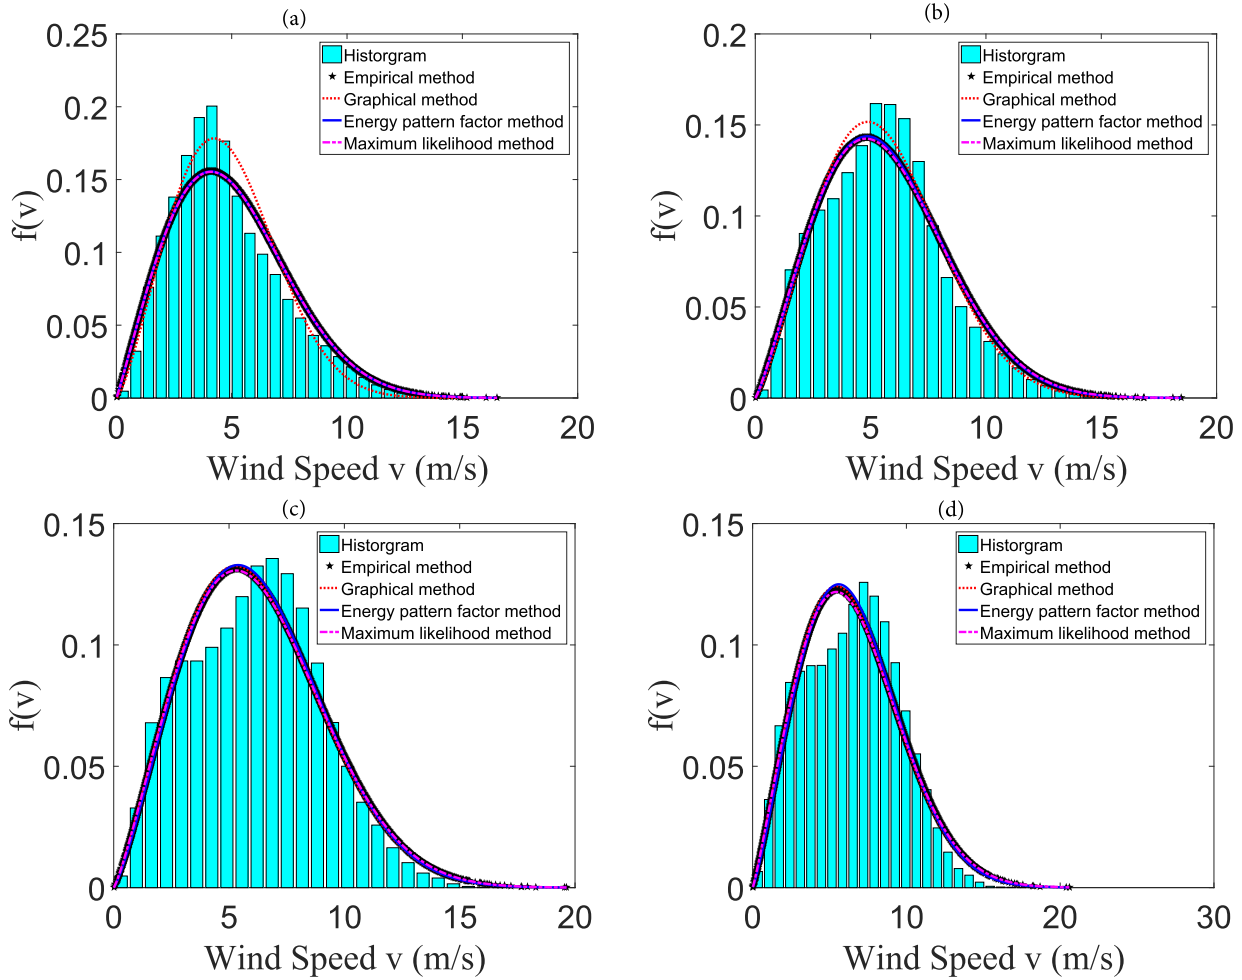 (a)
0.25
0.2
0.15
0.1
0.05
0
f(v)
Historgram
Empirical method
Graphical method
Energy pattern factor method
Maximum likelihood method
0 5 10 15 20
Wind Speed v (m/s)
(b)
0.2
0.15
0.1
0.05
0
f(v)
Historgram
Empirical method
Graphical method
Energy pattern factor method
Maximum likelihood method
0 5 10 15 20
Wind Speed v (m/s)
(c)
0.15
0.1
0.05
0
f(v)
Historgram
Empirical method
Graphical method
Energy pattern factor method
Maximum likelihood method
0 5 10 15 20
Wind Speed v (m/s)
(d)
0.15
0.1
0.05
0
f(v)
Historgram
Empirical method
Graphical method
Energy pattern factor method
Maximum likelihood method
0 10 20 30
Wind Speed v (m/s)